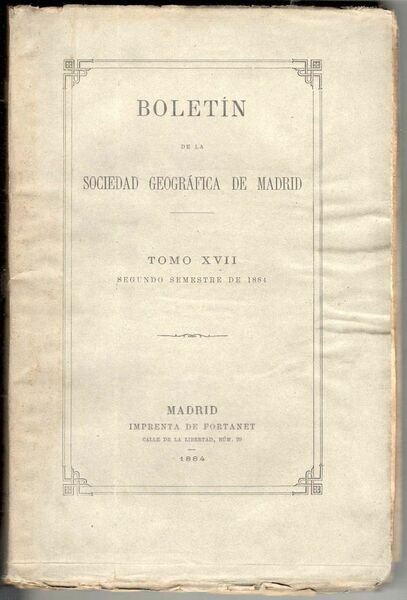 BOLETÍN
DE LA
SOCIEDAD GEOGRÁFICA DE MADRID
TOMO XVII
SEGUNDO SEMESTRE DE 1884
MADRID
IMPRENTA DE FORTANET
CALLE DE LA LIBERTAD, NÚM. 29
1884